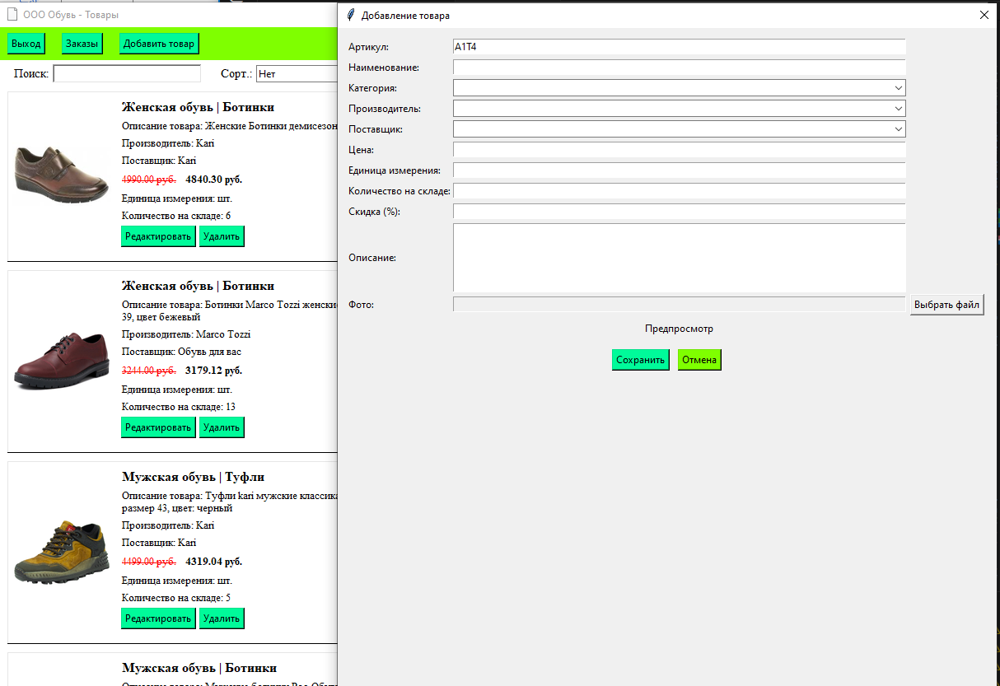 ООО Обувь - Товары
Выход Заказы Добавить товар
Поиск: Сорт.: Нет
Женская обувь | Ботинки
Описание товара: Женские Ботинки демисезон
Производитель: Kari
Поставщик: Kari
4990.00 руб. 4840.30 руб.
Единица измерения: шт.
Количество на складе: 6
Редактировать Удалить
Женская обувь | Ботинки
Описание товара: Ботинки Marco Tozzi женские
39, цвет бежевый
Производитель: Marco Tozzi
Поставщик: Обувь для вас
3244.00 руб. 3179.12 руб.
Единица измерения: шт.
Количество на складе: 13
Редактировать Удалить
Мужская обувь | Туфли
Описание товара: Туфли kari мужские классика
размер 43, цвет: черный
Производитель: Kari
Поставщик: Kari
4499.00 руб. 4319.04 руб.
Единица измерения: шт.
Количество на складе: 5
Редактировать Удалить
Мужская обувь | Ботинки
Добавление товара
Артикул: A1T4
Наименование:
Категория:
Производитель:
Поставщик:
Цена:
Единица измерения:
Количество на складе:
Скидка (%):
Описание:
Фото: Выбрать файл
Предпросмотр
Сохранить Отмена